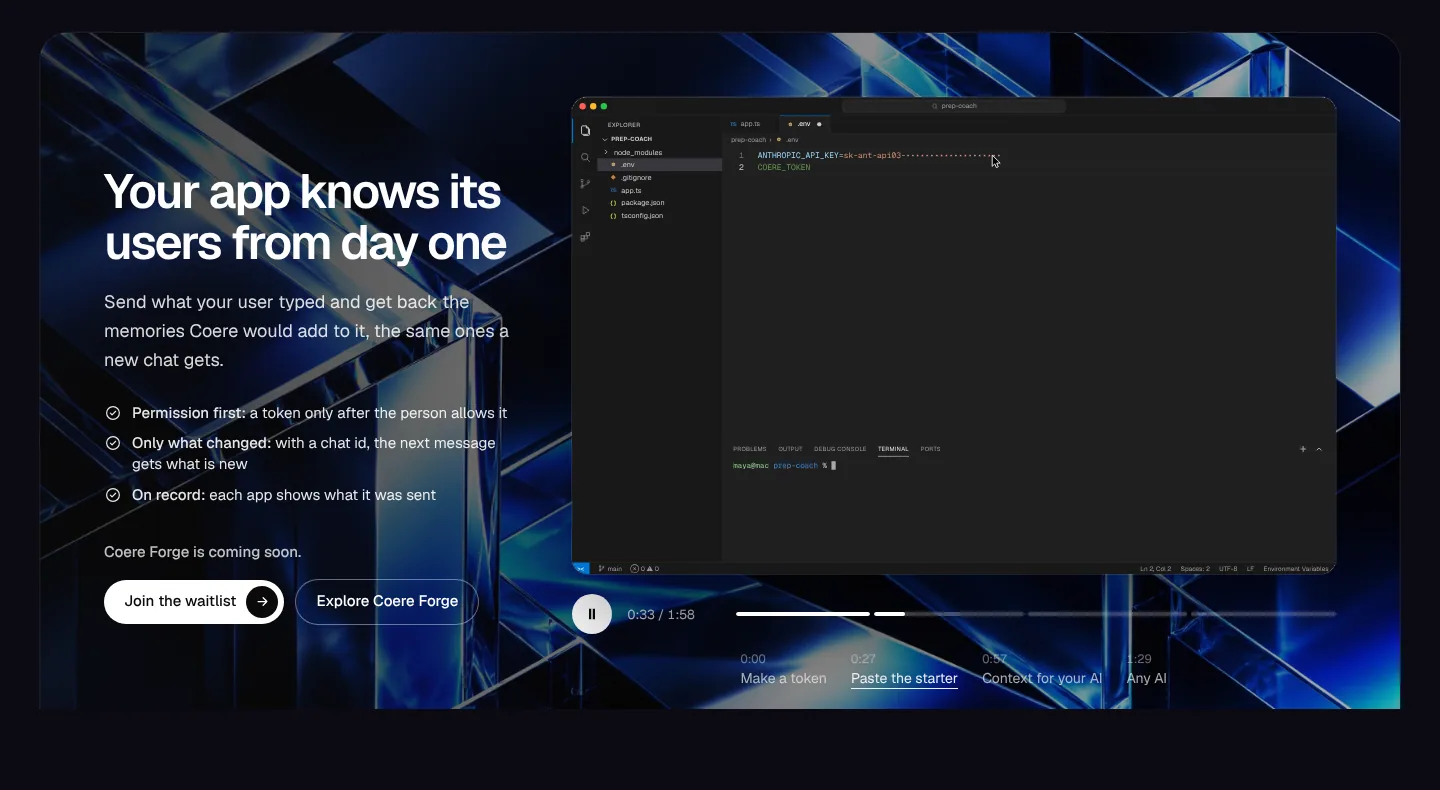 Your app knows its
users from day one
Send what your user typed and get back the
memories Coere would add to it, the same ones a
new chat gets.
Permission first: a token only after the person allows it
Only what changed: with a chat id, the next message
gets what is new
On record: each app shows what it was sent
Coere Forge is coming soon.
Join the waitlist
Explore Coere Forge
prep-coach
EXPLORER
PREP-COACH
node_modules
.env
.gitignore
TS app.ts
{} package.json
{} tsconfig.json
TS app.ts
.env
prep-coach › .env
1 ANTHROPIC_API_KEY=sk-ant-api03--------------------
2 COERE_TOKEN
PROBLEMS OUTPUT DEBUG CONSOLE TERMINAL PORTS
maya@mac prep-coach %
main 0 0
Ln 2, Col 2 Spaces: 2 UTF-8 LF Environment Variables
0:33 / 1:58
0:00 0:27 0:57 1:29
Make a token Paste the starter Context for your AI Any AI